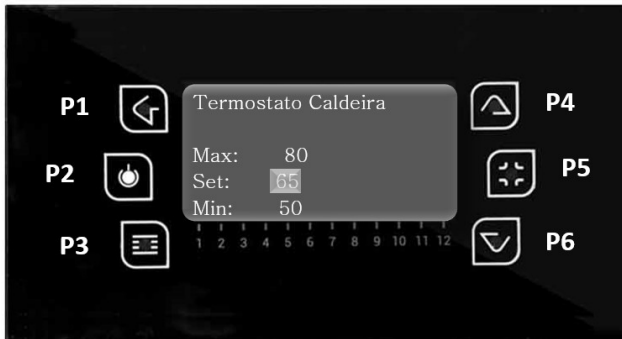 P1
P2
P3
Termostato Caldeira
Max: 80
Set: 65
Min: 50
1 2 3 4 5 6 7 8 9 10 11 12
P4
P5
P6